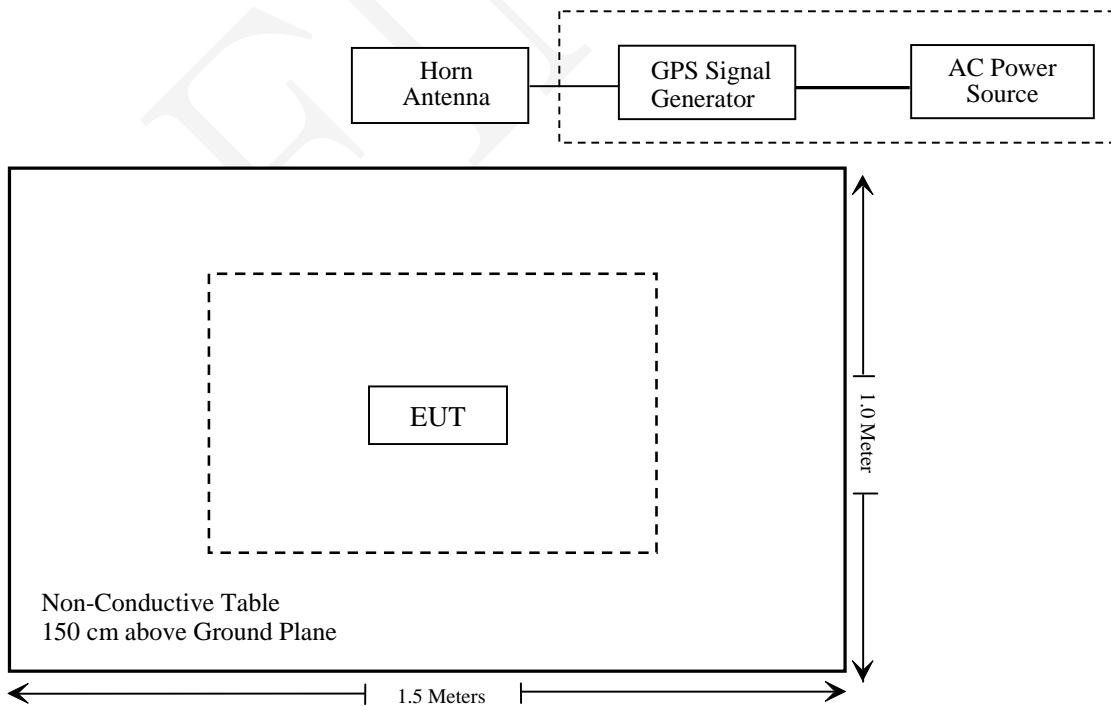 Horn
Antenna
GPS Signal
Generator
AC Power
Source
EUT
1.0 Meter
Non-Conductive Table
150 cm above Ground Plane
1.5 Meters